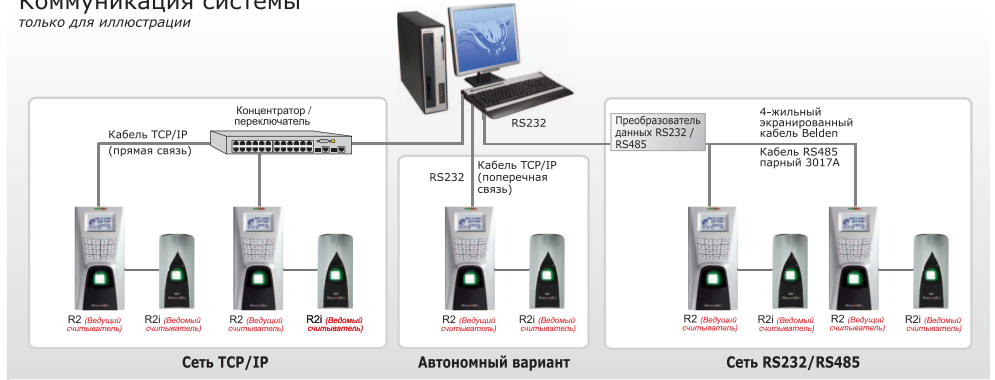 Коммуникация системы
только для иллюстрации
Концентратор /
переключатель
Кабель TCP/IP
(прямая связь)
RS232
RS232
Кабель TCP/IP
(поперечная
связь)
Преобразователь
данных RS232 /
RS485
4-жильный
экранированный
кабель Belden
Кабель RS485
парный 3017A
R2 (Ведущий
считыватель)
R2i (Ведомый
считыватель)
R2 (Ведущий
считыватель)
R2i (Ведомый
считыватель)
R2 (Ведущий
считыватель)
R2i (Ведомый
считыватель)
R2 (Ведущий
считыватель)
R2i (Ведомый
считыватель)
R2 (Ведущий
считыватель)
R2i (Ведомый
считыватель)
Сеть TCP/IP
Автономный вариант
Сеть RS232/RS485